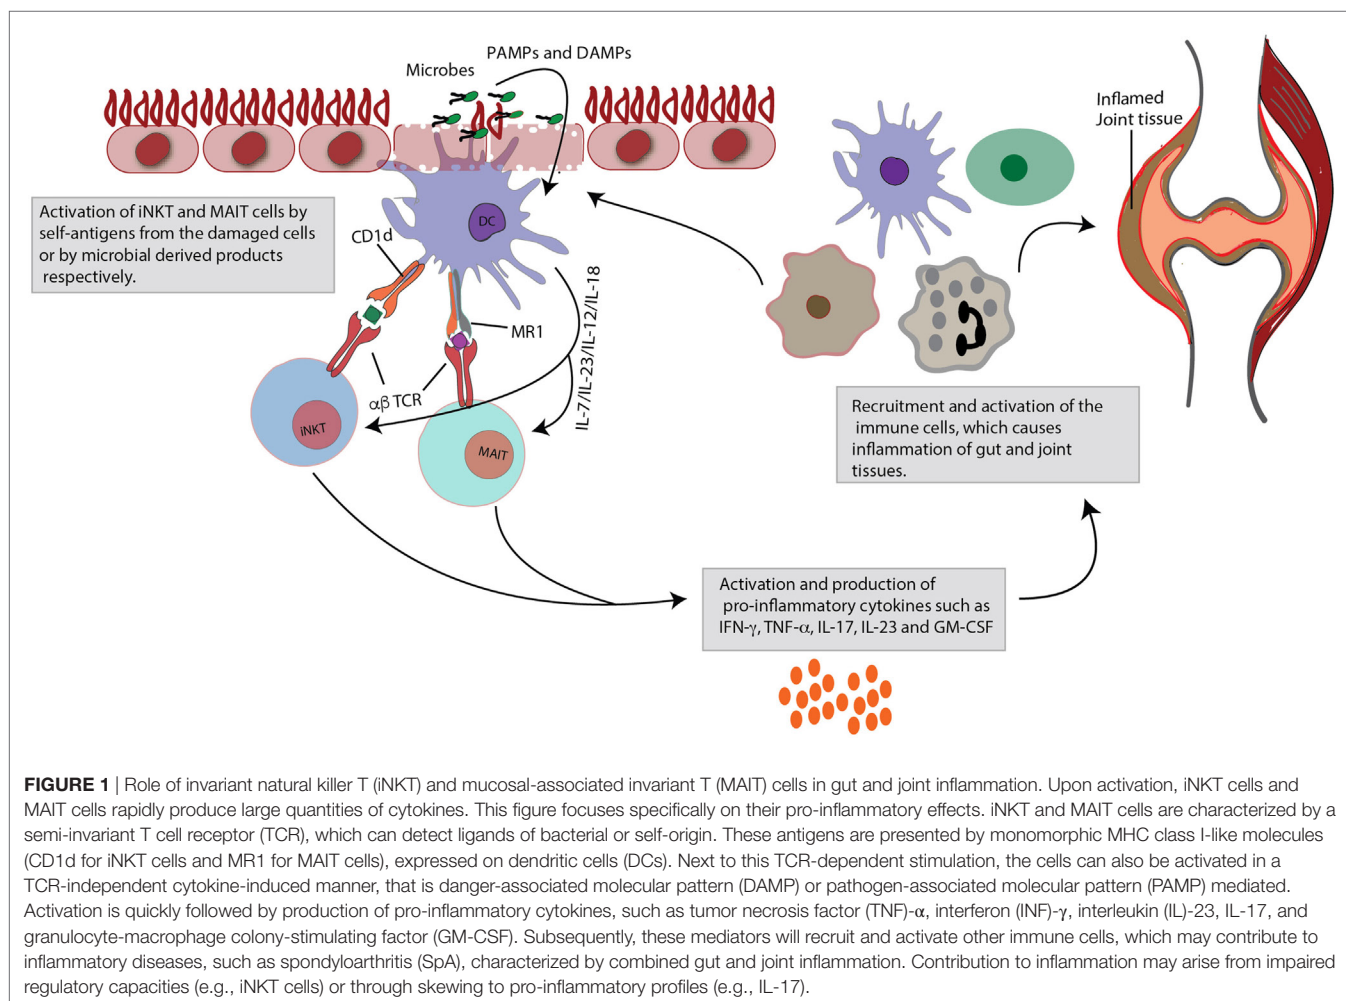 PAMPs and DAMPs
Microbes
Inflamed
Joint tissue
Activation of iNKT and MAIT cells by
self-antigens from the damaged cells
or by microbial derived products
respectively.
DC
CD1d
MR1
IL-7/IL-23/IL-12/IL-18
αβ TCR
iNKT
MAIT
Recruitment and activation of the
immune cells, which causes
inflammation of gut and joint
tissues.
Activation and production of
pro-inflammatory cytokines such as
IFN-γ, TNF-α, IL-17, IL-23 and GM-CSF
FIGURE 1 | Role of invariant natural killer T (iNKT) and mucosal-associated invariant T (MAIT) cells in gut and joint inflammation. Upon activation, iNKT cells and
MAIT cells rapidly produce large quantities of cytokines. This figure focuses specifically on their pro-inflammatory effects. iNKT and MAIT cells are characterized by a
semi-invariant T cell receptor (TCR), which can detect ligands of bacterial or self-origin. These antigens are presented by monomorphic MHC class I-like molecules
(CD1d for iNKT cells and MR1 for MAIT cells), expressed on dendritic cells (DCs). Next to this TCR-dependent stimulation, the cells can also be activated in a
TCR-independent cytokine-induced manner, that is danger-associated molecular pattern (DAMP) or pathogen-associated molecular pattern (PAMP) mediated.
Activation is quickly followed by production of pro-inflammatory cytokines, such as tumor necrosis factor (TNF)-α, interferon (INF)-γ, interleukin (IL)-23, IL-17, and
granulocyte-macrophage colony-stimulating factor (GM-CSF). Subsequently, these mediators will recruit and activate other immune cells, which may contribute to
inflammatory diseases, such as spondyloarthritis (SpA), characterized by combined gut and joint inflammation. Contribution to inflammation may arise from impaired
regulatory capacities (e.g., iNKT cells) or through skewing to pro-inflammatory profiles (e.g., IL-17).